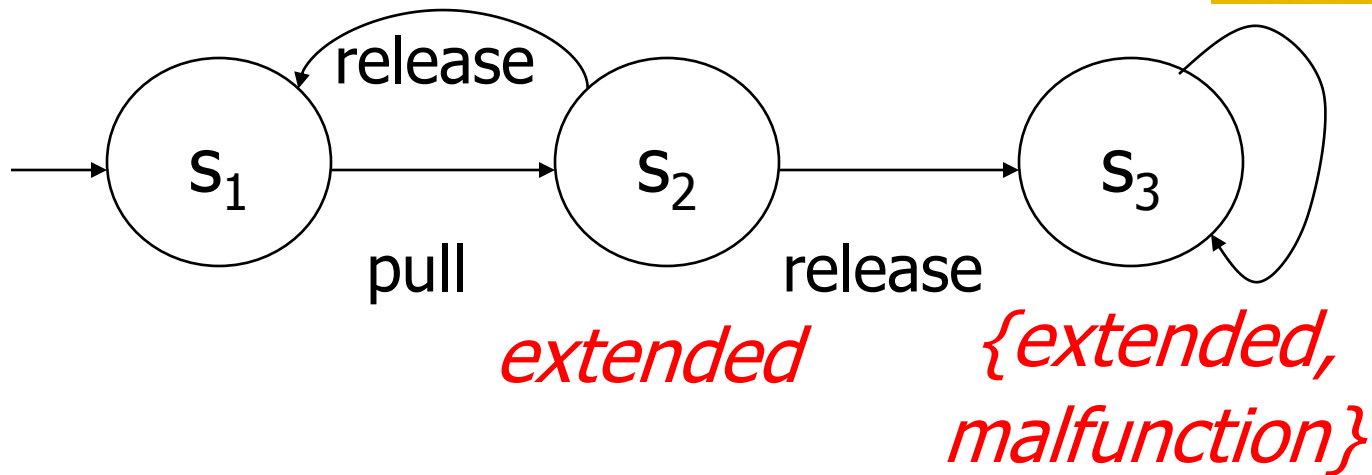 release
s₁
s₂
s₃
pull
release
extended
{extended,
malfunction}